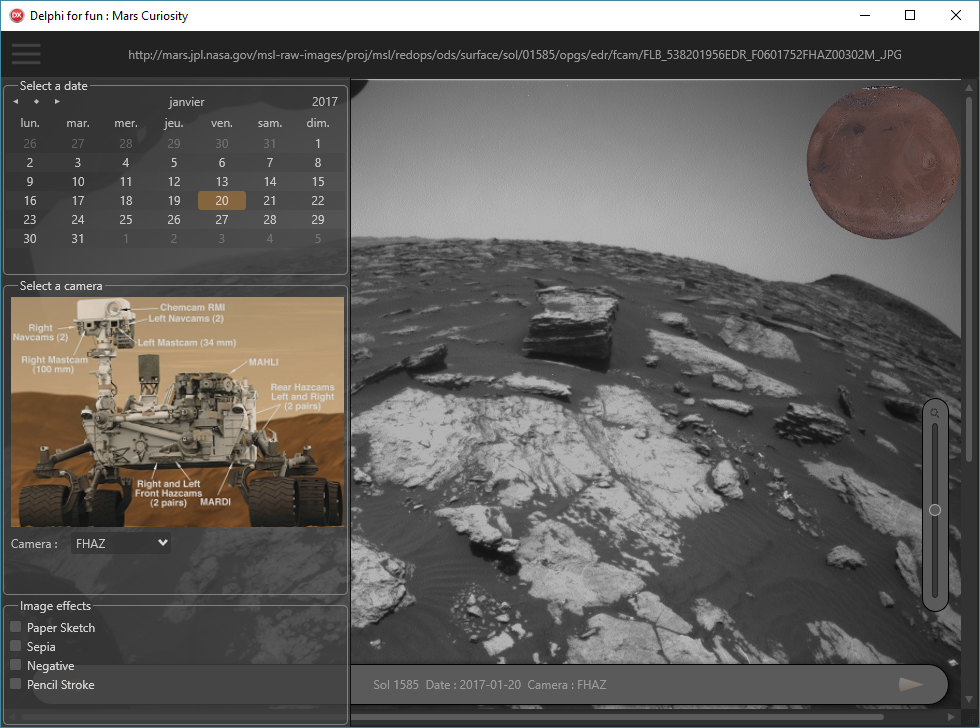 Delphi for fun : Mars Curiosity
http://mars.jpl.nasa.gov/msl-raw-images/proj/msl/redops/ods/surface/sol/01585/opgs/edr/fcam/FLB_538201956EDR_F0601752FHAZ00302M_.JPG
Select a date
janvier 2017
lun. mar. mer. jeu. ven. sam. dim.
26 27 28 29 30 31 1
2 3 4 5 6 7 8
9 10 11 12 13 14 15
16 17 18 19 20 21 22
23 24 25 26 27 28 29
30 31 1 2 3 4 5
Select a camera
Chemcam RMI
Left Navcams (2)
Right
Navcams (2)
Left Mastcam (34 mm)
Right Mastcam
(100 mm)
MAHLI
Rear Hazcams
Left and Right
(2 pairs)
Right and Left
Front Hazcams
(2 pairs)
MARDI
Camera : FHAZ
Image effects
Paper Sketch
Sepia
Negative
Pencil Stroke
Sol 1585 Date : 2017-01-20 Camera : FHAZ